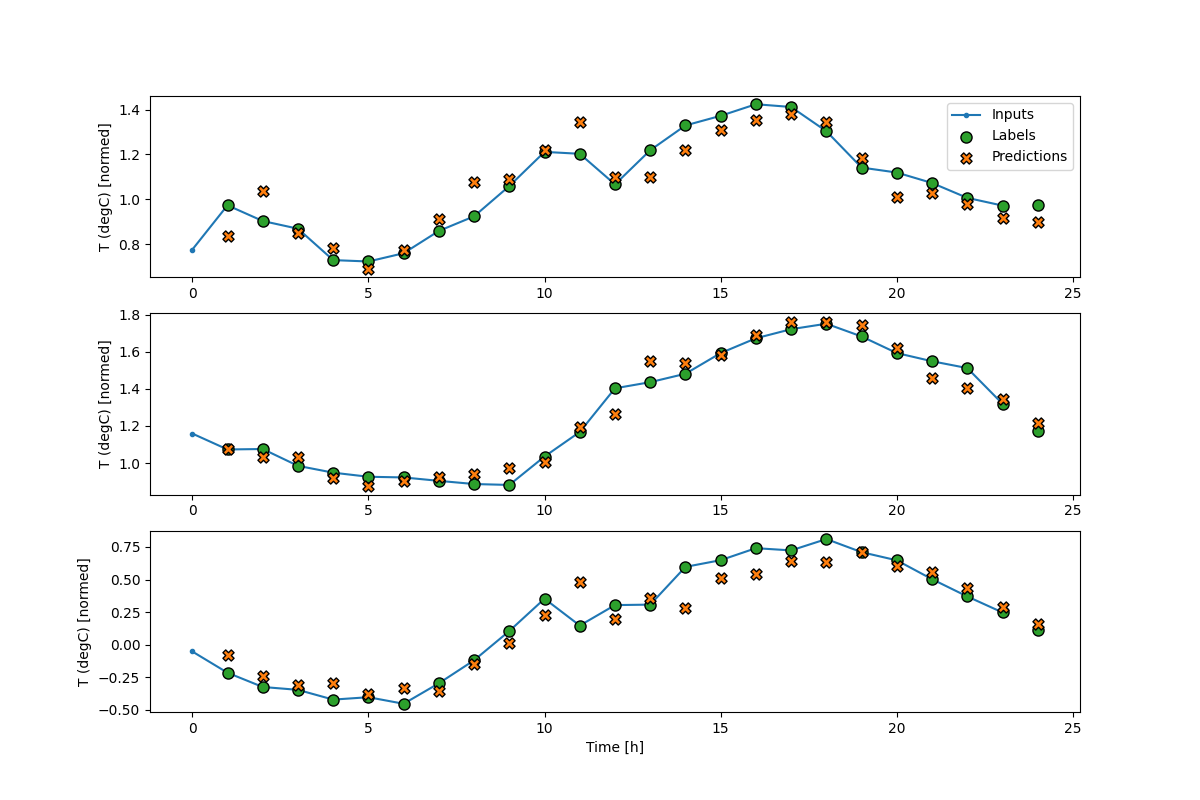 T (degC) [normed]
1.4
1.2
1.0
0.8
Inputs
Labels
Predictions
0 5 10 15 20 25
T (degC) [normed]
1.8
1.6
1.4
1.2
1.0
0 5 10 15 20 25
T (degC) [normed]
0.75
0.50
0.25
0.00
−0.25
−0.50
0 5 10 15 20 25
Time [h]